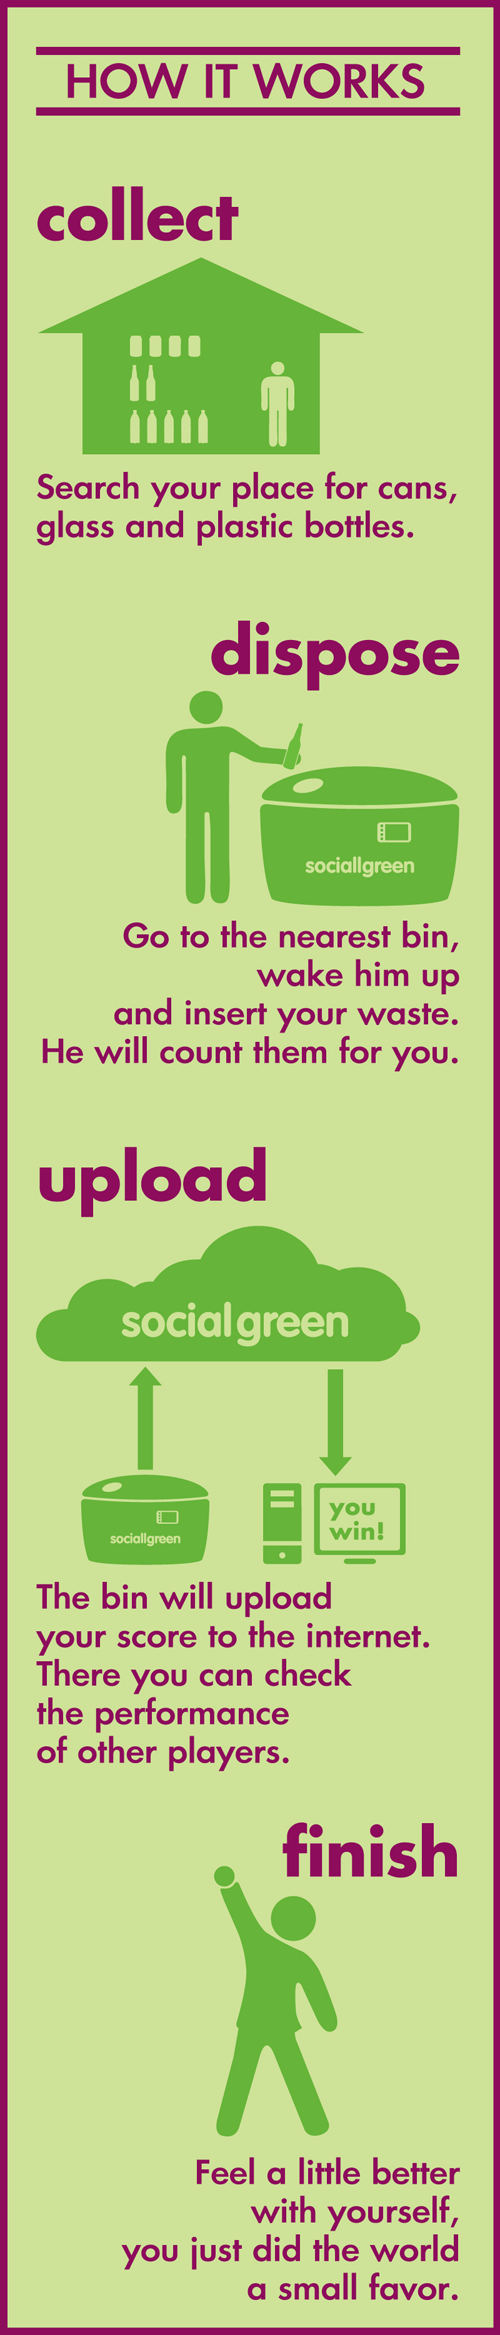 HOW IT WORKS
collect
Search your place for cans,
glass and plastic bottles.
dispose
sociallgreen
Go to the nearest bin,
wake him up
and insert your waste.
He will count them for you.
upload
socialgreen
sociallgreen
you
win!
The bin will upload
your score to the internet.
There you can check
the performance
of other players.
finish
Feel a little better
with yourself,
you just did the world
a small favor.